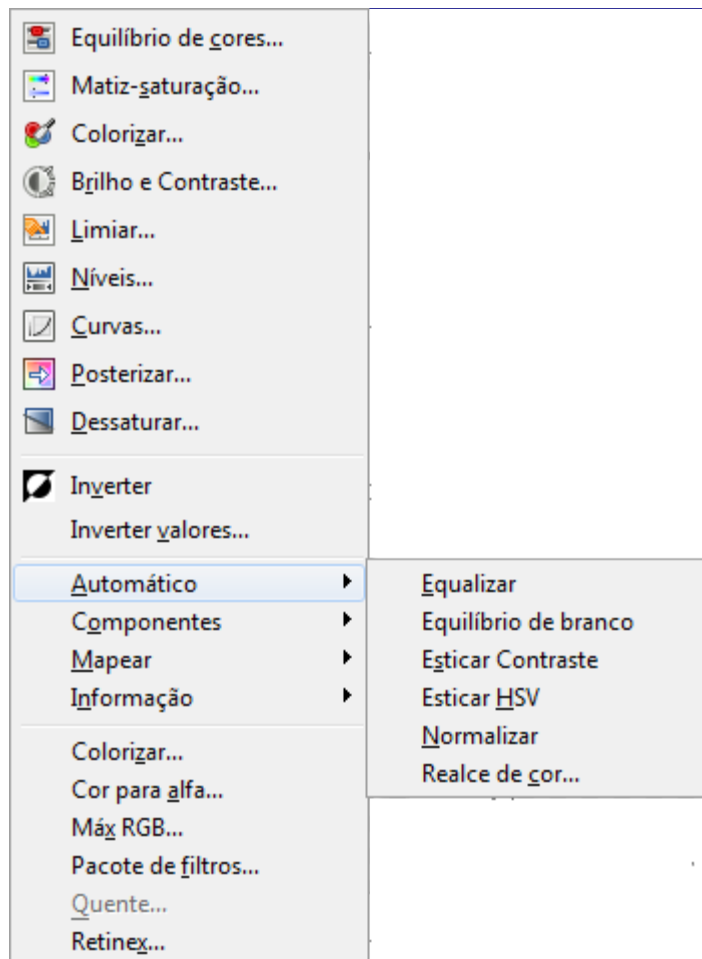 Equilíbrio de cores...
Matiz-saturação...
Colorizar...
Brilho e Contraste...
Limiar...
Níveis...
Curvas...
Posterizar...
Dessaturar...
Inverter
Inverter valores...
Automático
Componentes
Mapear
Informação
Colorizar...
Cor para alfa...
Máx RGB...
Pacote de filtros...
Quente...
Retinex...
Equalizar
Equilíbrio de branco
Esticar Contraste
Esticar HSV
Normalizar
Realce de cor...